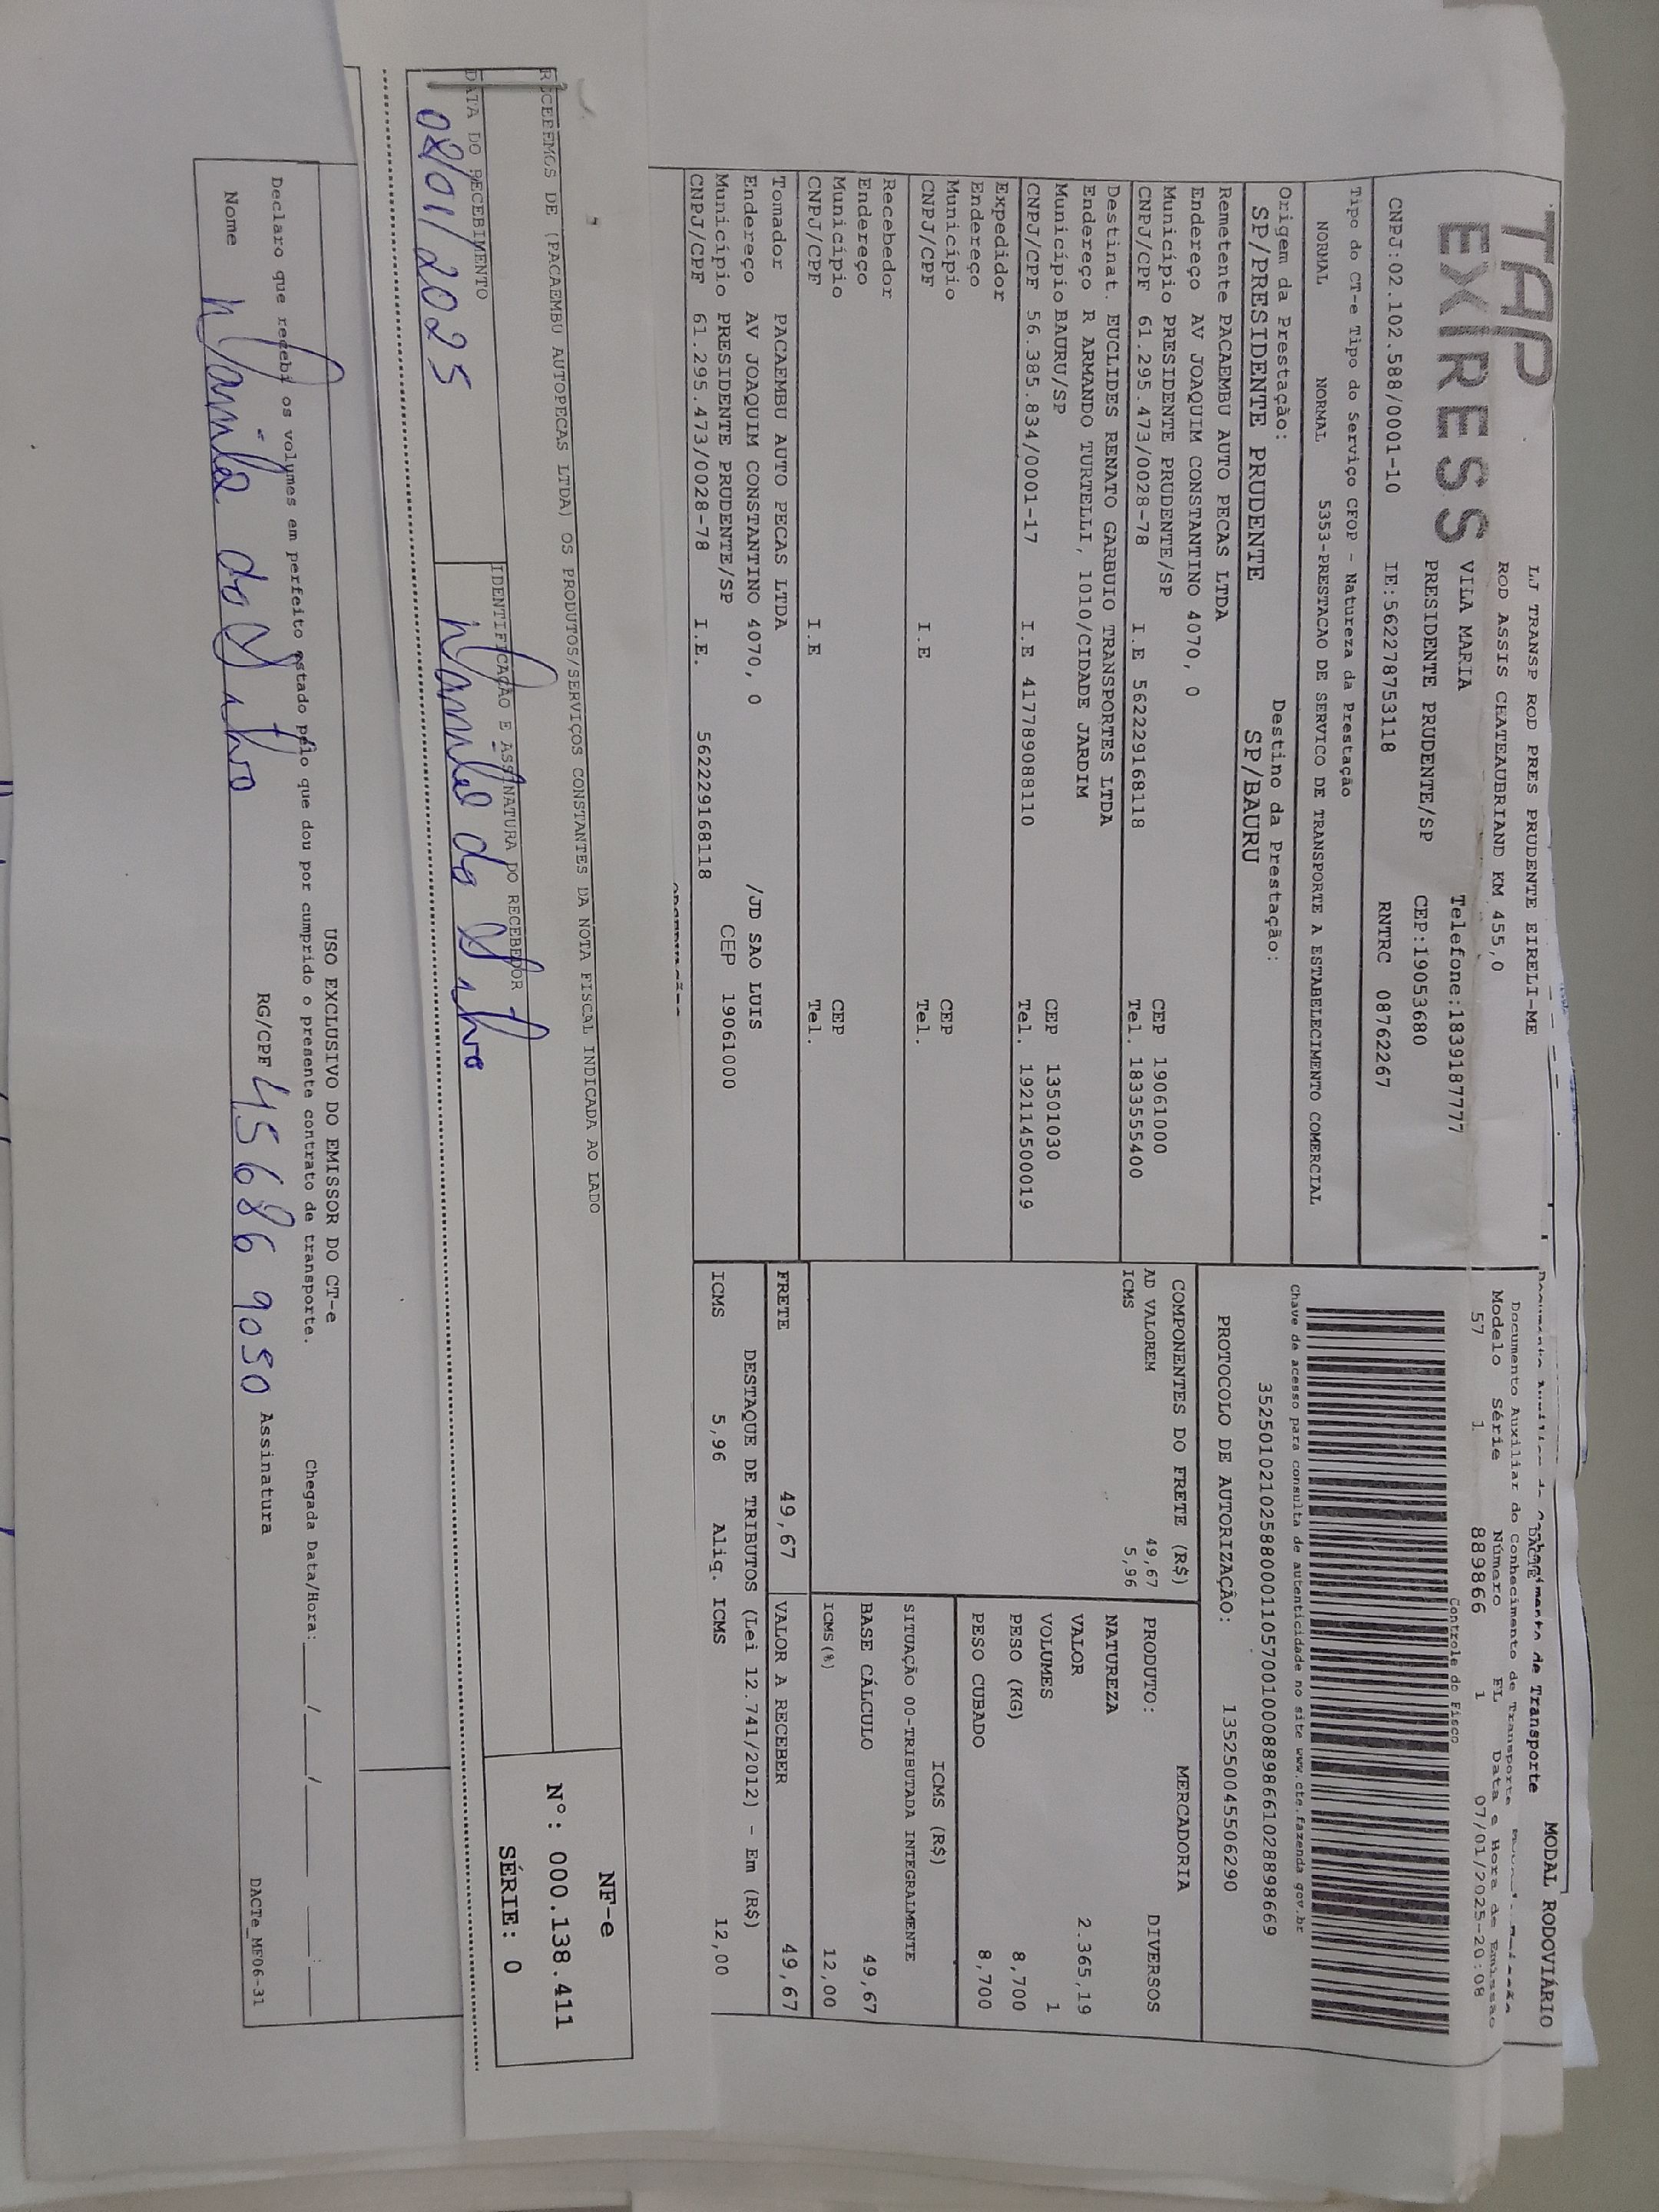 TAP
EXPRESS
LJ TRANSP ROD PRES PRUDENTE EIRELI-ME
ROD ASSIS CHATEAUBRIAND KM 455,0
VILA MARIA Telefone:1839187777
PRESIDENTE PRUDENTE/SP CEP:19053680
CNPJ:02.102.588/0001-10 IE:562278753118 RNTRC 08762267
Tipo do CT-e Tipo do Serviço CFOP - Natureza da Prestação
NORMAL NORMAL 5353-PRESTACAO DE SERVICO DE TRANSPORTE A ESTABELECIMENTO COMERCIAL
Origem da Prestação: Destino da Prestação:
SP/PRESIDENTE PRUDENTE SP/BAURU
Remetente PACAEMBU AUTO PECAS LTDA
Endereço AV JOAQUIM CONSTANTINO 4070, 0
Município PRESIDENTE PRUDENTE/SP CEP 19061000
CNPJ/CPF 61.295.473/0028-78 I.E 562229168118 Tel. 1833555400
Destinat. EUCLIDES RENATO GARBUIO TRANSPORTES LTDA
Endereço R ARMANDO TURTELLI, 1010/CIDADE JARDIM
Município BAURU/SP CEP 13501030
CNPJ/CPF 56.385.834/0001-17 I.E 417789088110 Tel. 192114500019
Expedidor
Endereço
Município CEP
CNPJ/CPF I.E Tel.
Recebedor
Endereço
Município CEP
CNPJ/CPF I.E Tel.
Tomador PACAEMBU AUTO PECAS LTDA
Endereço AV JOAQUIM CONSTANTINO 4070, 0 /JD SAO LUIS
Município PRESIDENTE PRUDENTE/SP CEP 19061000
CNPJ/CPF 61.295.473/0028-78 I.E. 562229168118
MODAL RODOVIÁRIO
DACTE
Documento Auxiliar do Conhecimento de Transporte
Modelo Série Número FL Data e Hora de Emissão
57 1 889866 1 07/01/2025-20:08
Controle do Fisco
Chave de acesso para consulta de autenticidade no site www.cte.fazenda.gov.br
35250102102588000110570010008898661028898669
PROTOCOLO DE AUTORIZAÇÃO: 135250045506290
COMPONENTES DO FRETE (R$)
AD VALOREM 49,67
ICMS 5,96
MERCADORIA
PRODUTO: DIVERSOS
NATUREZA
VALOR 2.365,19
VOLUMES 1
PESO (KG) 8,700
PESO CUBADO 8,700
ICMS (R$)
SITUAÇÃO 00-TRIBUTADA INTEGRALMENTE
BASE CÁLCULO 49,67
ICMS(%) 12,00
FRETE 49,67 VALOR A RECEBER 49,67
DESTAQUE DE TRIBUTOS (Lei 12.741/2012) - Em (R$)
ICMS 5,96 Aliq. ICMS 12,00
RECEBEMOS DE (PACAEMBU AUTOPECAS LTDA) OS PRODUTOS/SERVIÇOS CONSTANTES DA NOTA FISCAL INDICADA AO LADO
DATA DO RECEBIMENTO IDENTIFICAÇÃO E ASSINATURA DO RECEBEDOR
08/01/2025
NF-e
N°: 000.138.411
SÉRIE: 0
USO EXCLUSIVO DO EMISSOR DO CT-e
Declaro que recebi os volumes em perfeito estado pelo que dou por cumprido o presente contrato de transporte. Chegada Data/Hora:____/____/____ ____:____
Nome da Silva RG/CPF 45686 9050 Assinatura
DACTe_MF06-31